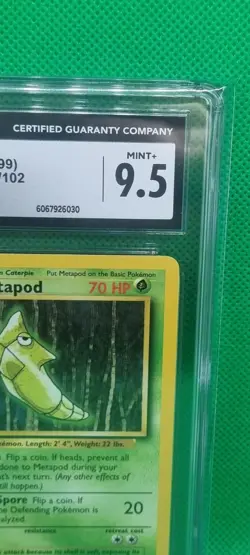 CERTIFIED GUARANTY COMPANY
MINT+
99)
/102
9.5
6067926030
Caterpie Put Metapod on the Basic Pokémon
tapod 70 HP
émon. Length: 2' 4", Weight: 22 lbs.
Flip a coin. If heads, prevent all
done to Metapod during your
t's next turn. (Any other effects of
till happen.)
Spore Flip a coin. If
e Defending Pokémon is 20
alyzed.
resistance retreat cost